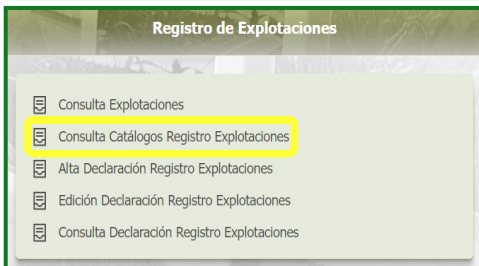 Registro de Explotaciones
Consulta Explotaciones
Consulta Catálogos Registro Explotaciones
Alta Declaración Registro Explotaciones
Edición Declaración Registro Explotaciones
Consulta Declaración Registro Explotaciones